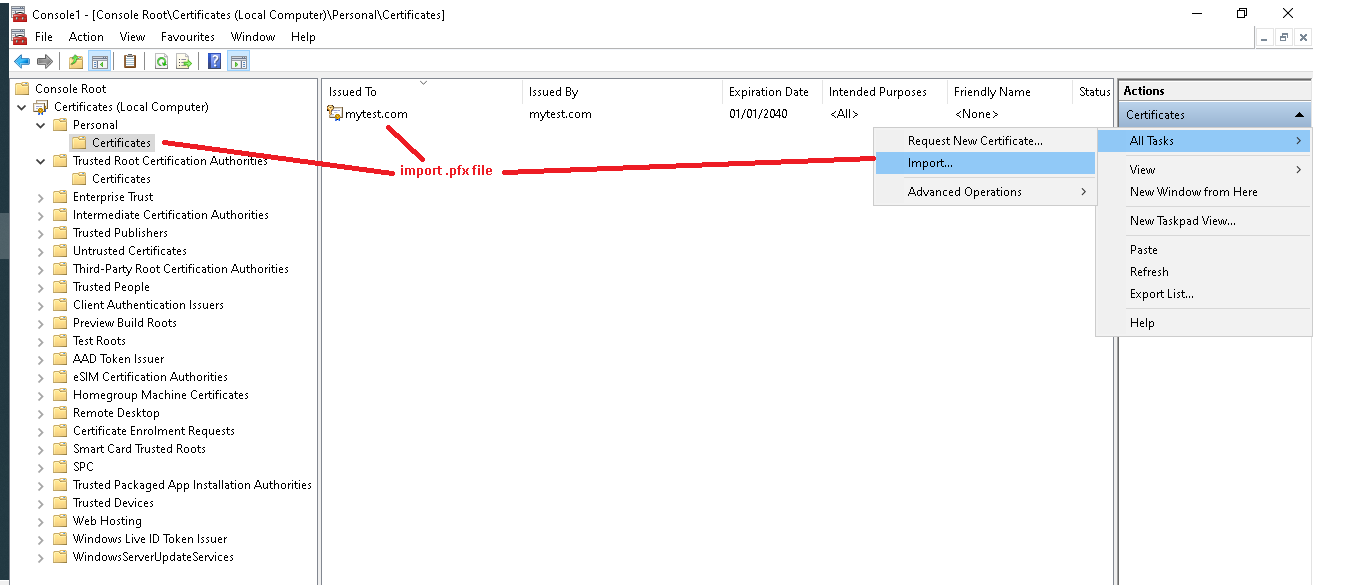 Console1 - [Console Root\Certificates (Local Computer)\Personal\Certificates]
File Action View Favourites Window Help
Console Root
Certificates (Local Computer)
Personal
Certificates
Trusted Root Certification Authorities
Certificates
Enterprise Trust
Intermediate Certification Authorities
Trusted Publishers
Untrusted Certificates
Third-Party Root Certification Authorities
Trusted People
Client Authentication Issuers
Preview Build Roots
Test Roots
AAD Token Issuer
eSIM Certification Authorities
Homegroup Machine Certificates
Remote Desktop
Certificate Enrolment Requests
Smart Card Trusted Roots
SPC
Trusted Packaged App Installation Authorities
Trusted Devices
Web Hosting
Windows Live ID Token Issuer
WindowsServerUpdateServices
Issued To Issued By Expiration Date Intended Purposes Friendly Name Status
mytest.com mytest.com 01/01/2040 <All> <None>
import .pfx file
Request New Certificate...
Import...
Advanced Operations
Actions
Certificates
All Tasks
View
New Window from Here
New Taskpad View...
Paste
Refresh
Export List...
Help